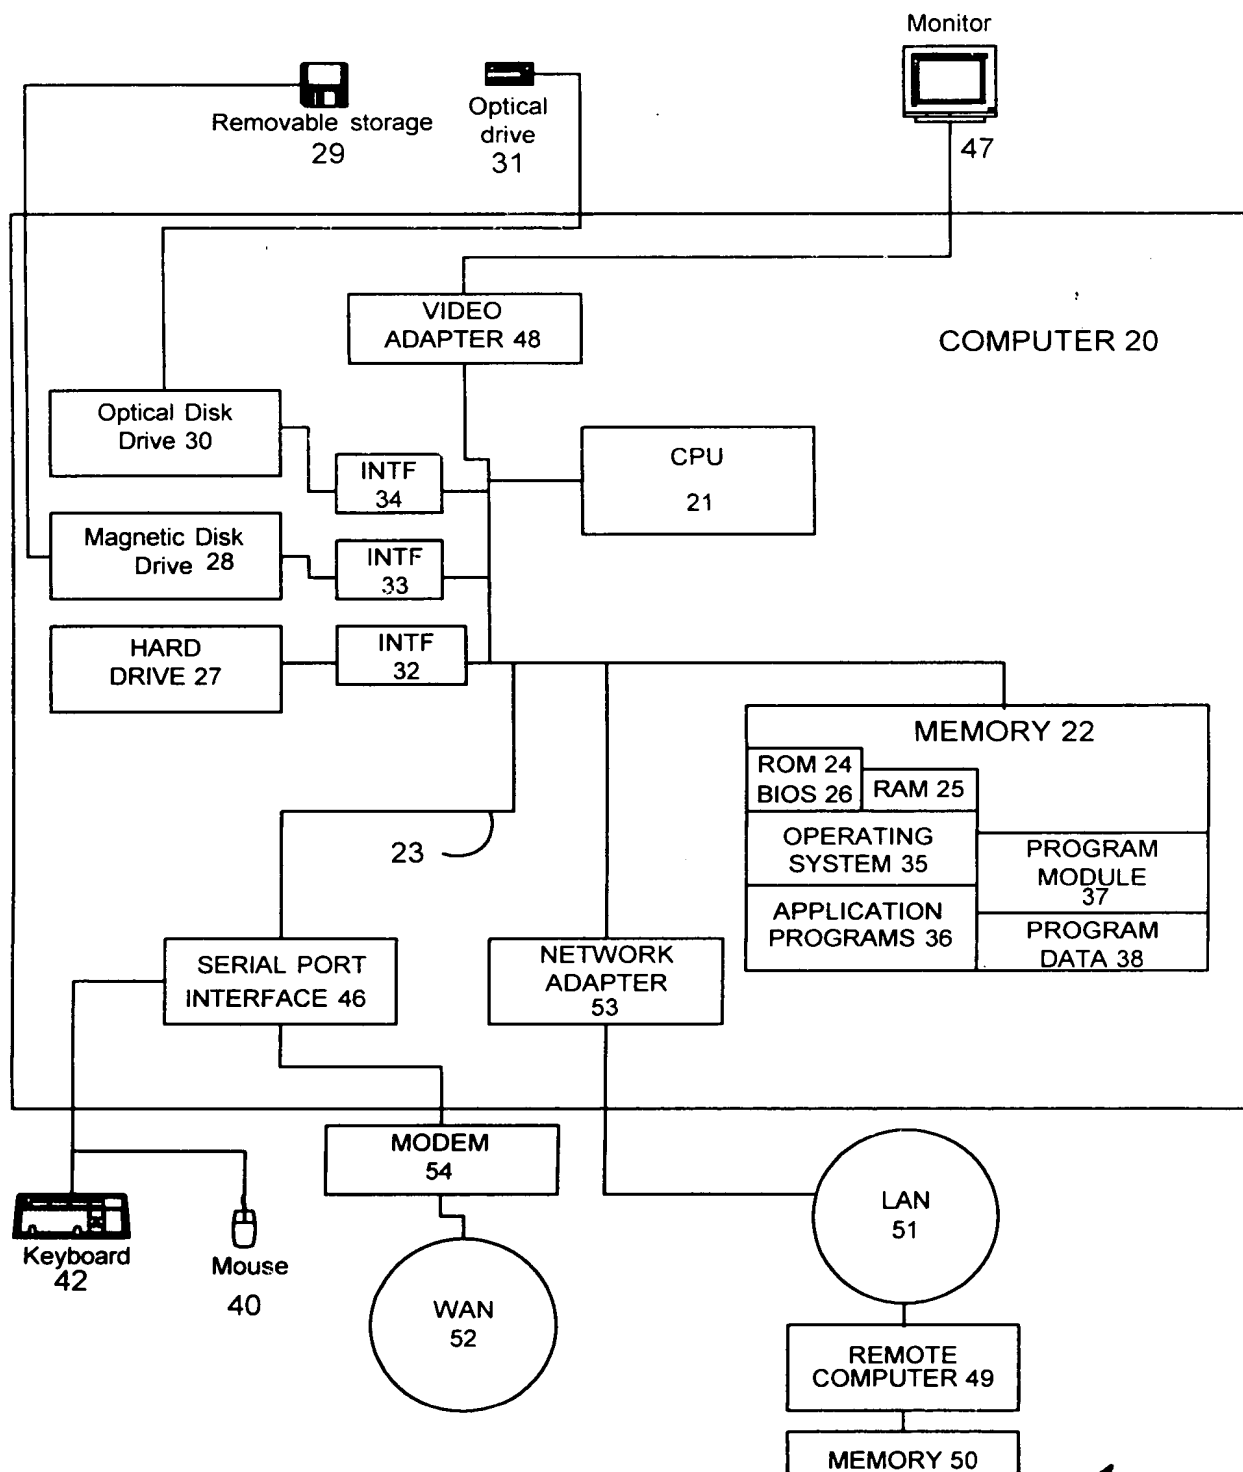 Monitor
47
Removable storage
29
Optical
drive
31
COMPUTER 20
VIDEO
ADAPTER 48
Optical Disk
Drive 30
INTF
34
CPU
21
Magnetic Disk
Drive 28
INTF
33
HARD
DRIVE 27
INTF
32
MEMORY 22
ROM 24
BIOS 26
RAM 25
OPERATING
SYSTEM 35
PROGRAM
MODULE
37
APPLICATION
PROGRAMS 36
PROGRAM
DATA 38
23
SERIAL PORT
INTERFACE 46
NETWORK
ADAPTER
53
MODEM
54
LAN
51
Keyboard
42
Mouse
40
WAN
52
REMOTE
COMPUTER 49
MEMORY 50